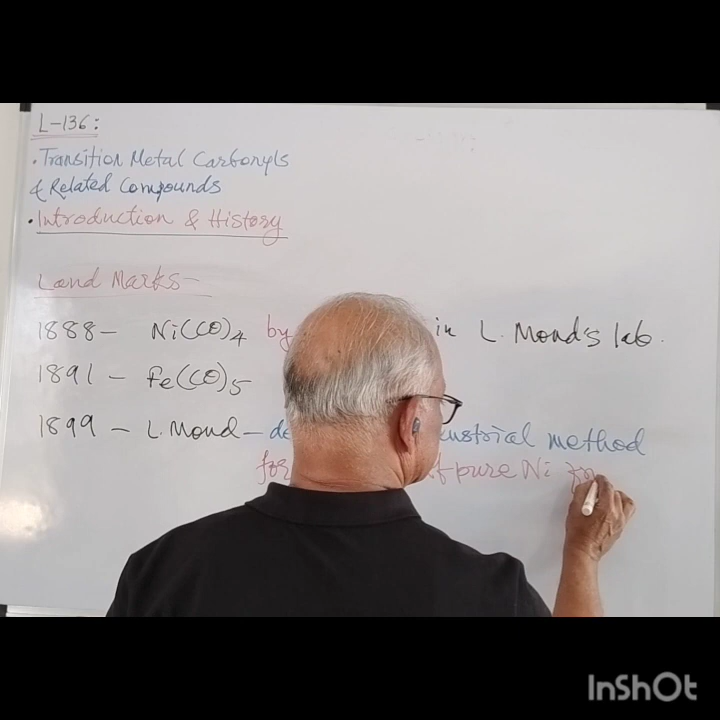 L-136:
• Transition Metal Carbonyls
& Related Compounds
• Introduction & History
Land Marks-
1888- Ni(CO)4 by in L. Mond's lab.
1891- Fe(CO)5
1899- L. Mond- de ustrial method
for pure Ni
InShOt